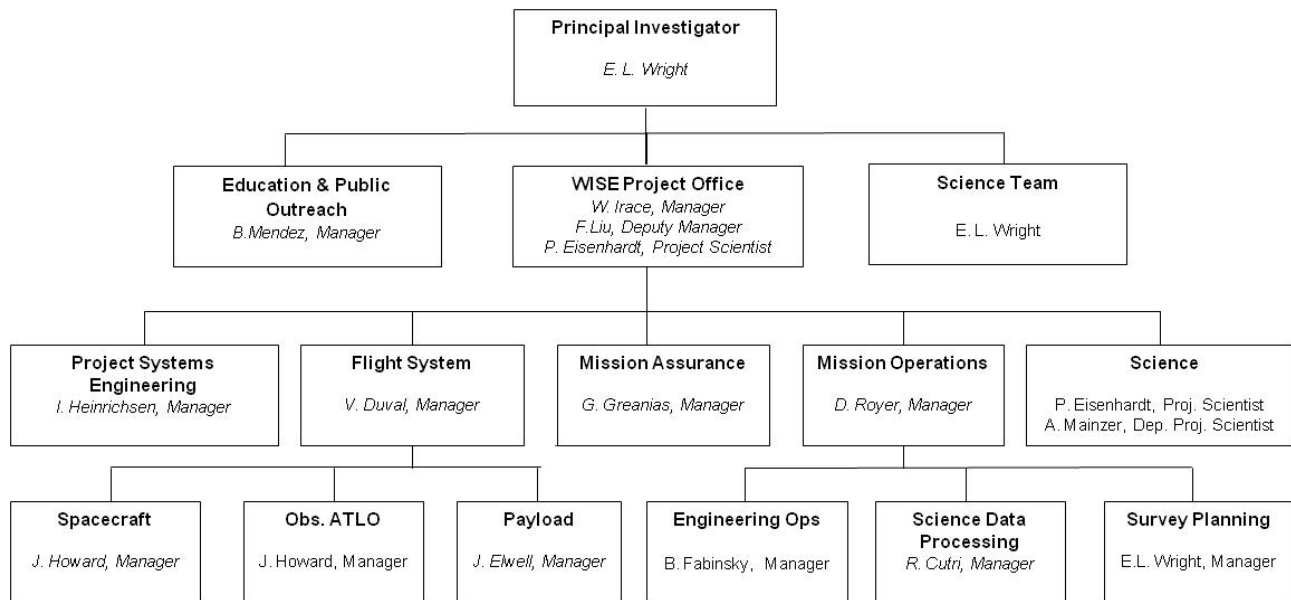 Principal Investigator
E. L. Wright
Education & Public
Outreach
B.Mendez, Manager
WISE Project Office
W. Irace, Manager
F.Liu, Deputy Manager
P. Eisenhardt, Project Scientist
Science Team
E. L. Wright
Project Systems
Engineering
I. Heinrichsen, Manager
Flight System
V. Duval, Manager
Mission Assurance
G. Greanias, Manager
Mission Operations
D. Royer, Manager
Science
P. Eisenhardt, Proj. Scientist
A. Mainzer, Dep. Proj. Scientist
Spacecraft
J. Howard, Manager
Obs. ATLO
J. Howard, Manager
Payload
J. Elwell, Manager
Engineering Ops
B. Fabinsky, Manager
Science Data
Processing
R. Cutri, Manager
Survey Planning
E.L. Wright, Manager